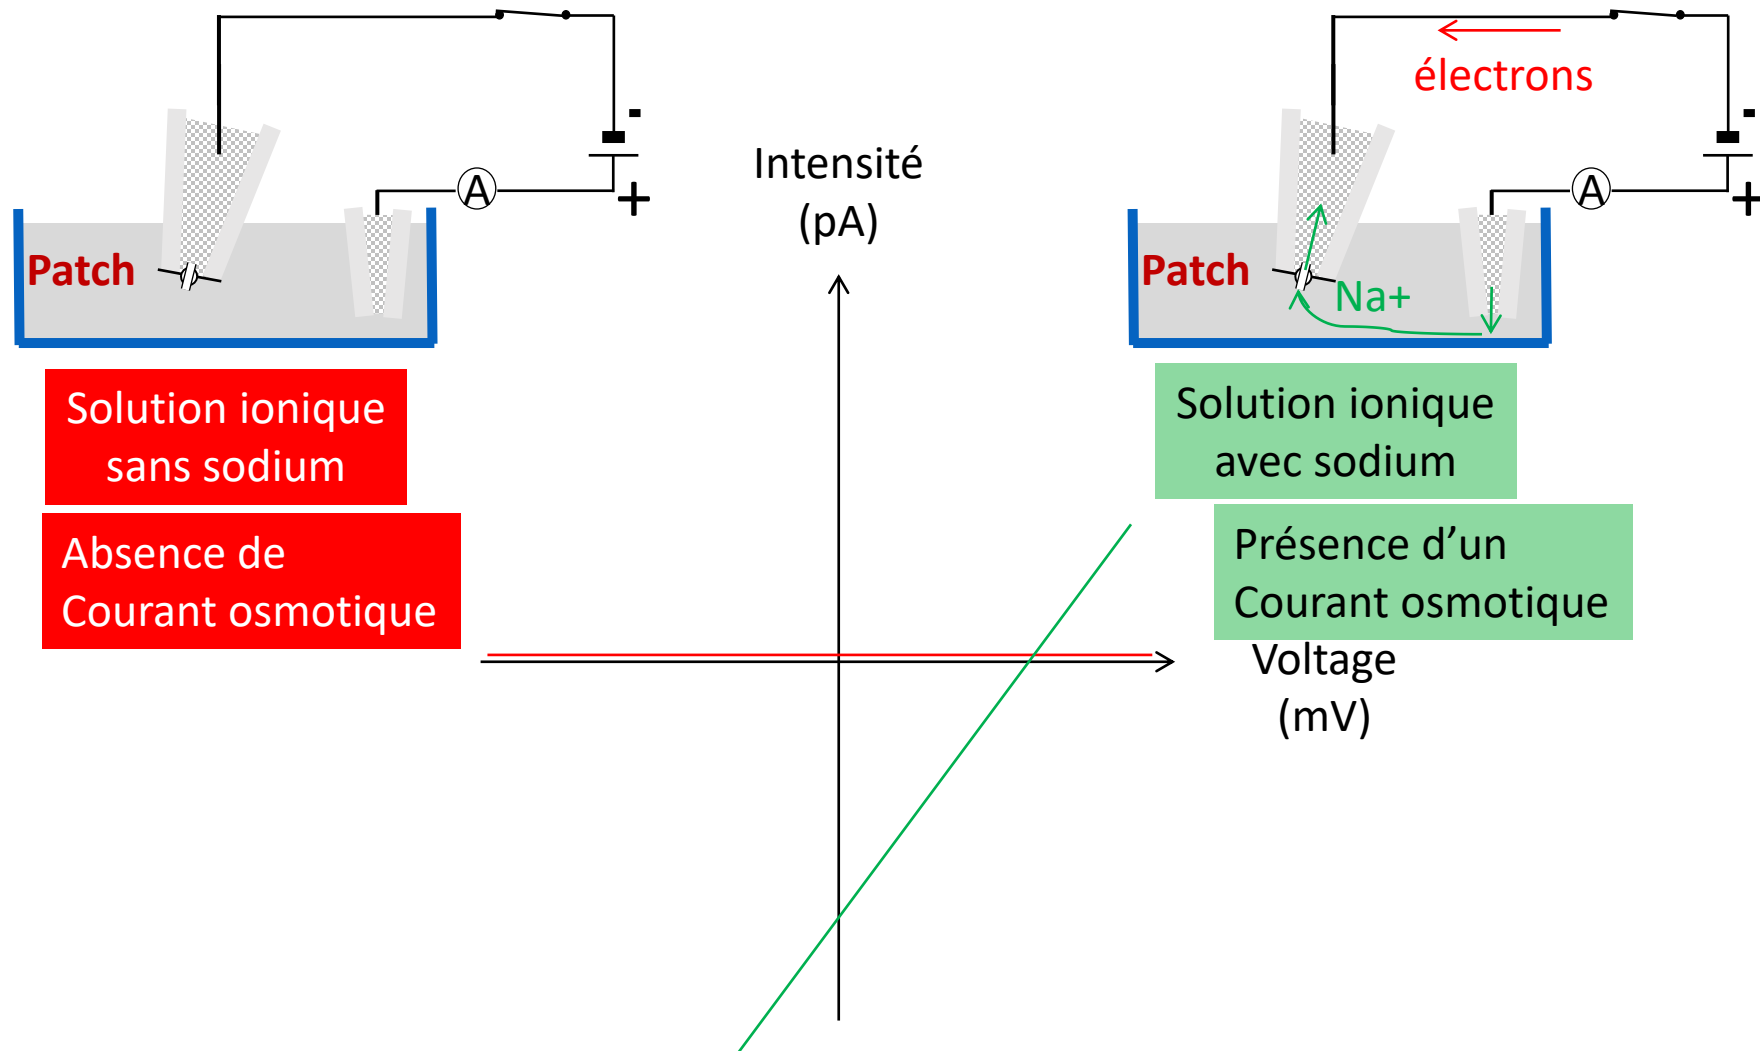 -
A
+
Patch
Solution ionique
sans sodium
Absence de
Courant osmotique
Intensité
(pA)
électrons
-
A
+
Patch
Na+
Solution ionique
avec sodium
Présence d’un
Courant osmotique
Voltage
(mV)